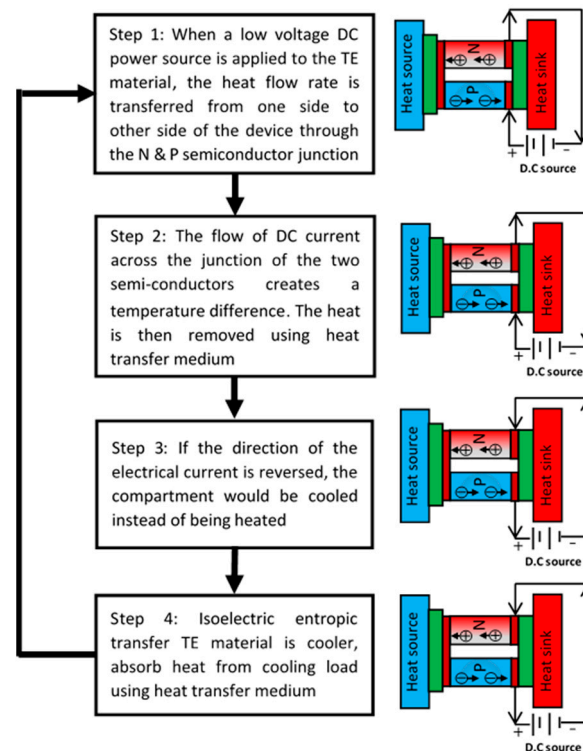 Step 1: When a low voltage DC
power source is applied to the TE
material, the heat flow rate is
transferred from one side to
other side of the device through
the N & P semiconductor junction
Heat source
N
P
Heat sink
+
-
D.C source
Step 2: The flow of DC current
across the junction of the two
semi-conductors creates a
temperature difference. The heat
is then removed using heat
transfer medium
Heat source
N
P
Heat sink
+
-
D.C source
Step 3: If the direction of the
electrical current is reversed, the
compartment would be cooled
instead of being heated
Heat source
N
P
Heat sink
+
-
D.C source
Step 4: Isoelectric entropic
transfer TE material is cooler,
absorb heat from cooling load
using heat transfer medium
Heat source
N
P
Heat sink
+
-
D.C source